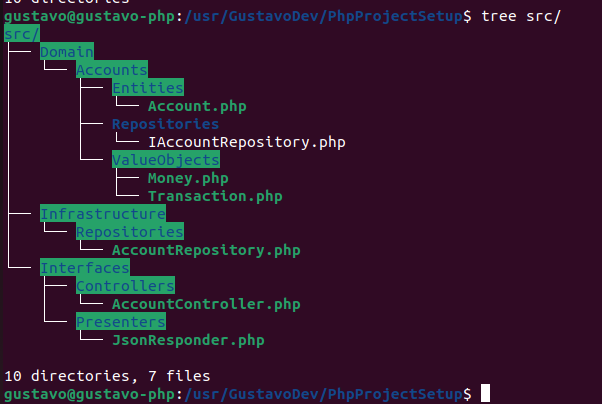 10 directories
gustavo@gustavo-php:/usr/GustavoDev/PhpProjectSetup$ tree src/
src/
├── Domain
│   └── Accounts
│       ├── Entities
│       │   └── Account.php
│       ├── Repositories
│       │   └── IAccountRepository.php
│       └── ValueObjects
│           ├── Money.php
│           └── Transaction.php
├── Infrastructure
│   └── Repositories
│       └── AccountRepository.php
└── Interfaces
    ├── Controllers
    │   └── AccountController.php
    └── Presenters
        └── JsonResponder.php
10 directories, 7 files
gustavo@gustavo-php:/usr/GustavoDev/PhpProjectSetup$